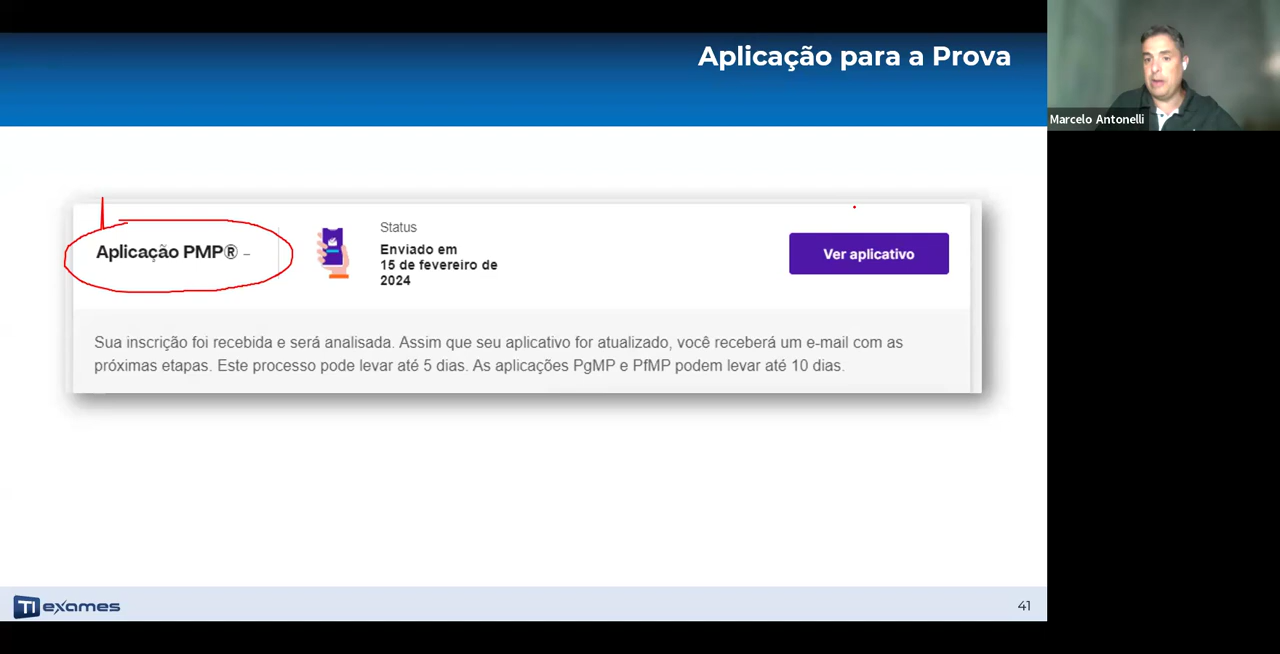 Aplicação para a Prova
Marcelo Antonelli
Aplicação PMP® –
Status
Enviado em
15 de fevereiro de
2024
Ver aplicativo
Sua inscrição foi recebida e será analisada. Assim que seu aplicativo for atualizado, você receberá um e-mail com as
próximas etapas. Este processo pode levar até 5 dias. As aplicações PgMP e PfMP podem levar até 10 dias.
TI exames
41